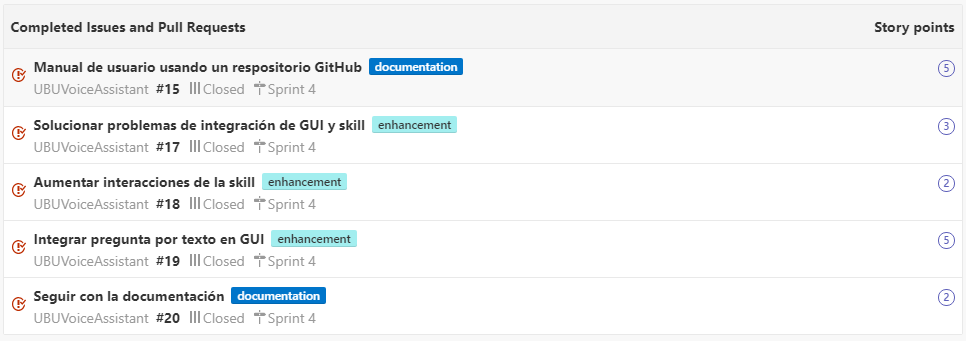 Completed Issues and Pull Requests Story points
Manual de usuario usando un respositorio GitHub documentation 5
UBUVoiceAssistant #15 Closed Sprint 4
Solucionar problemas de integración de GUI y skill enhancement 3
UBUVoiceAssistant #17 Closed Sprint 4
Aumentar interacciones de la skill enhancement 2
UBUVoiceAssistant #18 Closed Sprint 4
Integrar pregunta por texto en GUI enhancement 5
UBUVoiceAssistant #19 Closed Sprint 4
Seguir con la documentación documentation 2
UBUVoiceAssistant #20 Closed Sprint 4